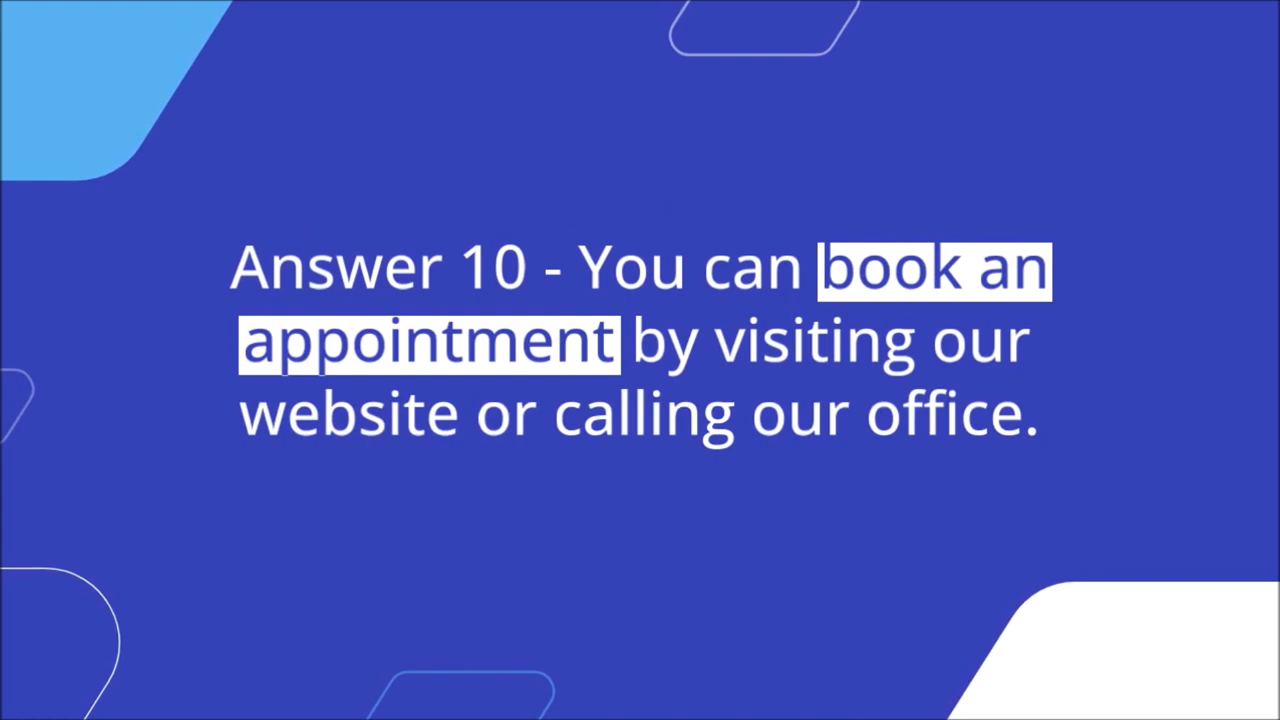 Answer 10 - You can book an
appointment by visiting our
website or calling our office.